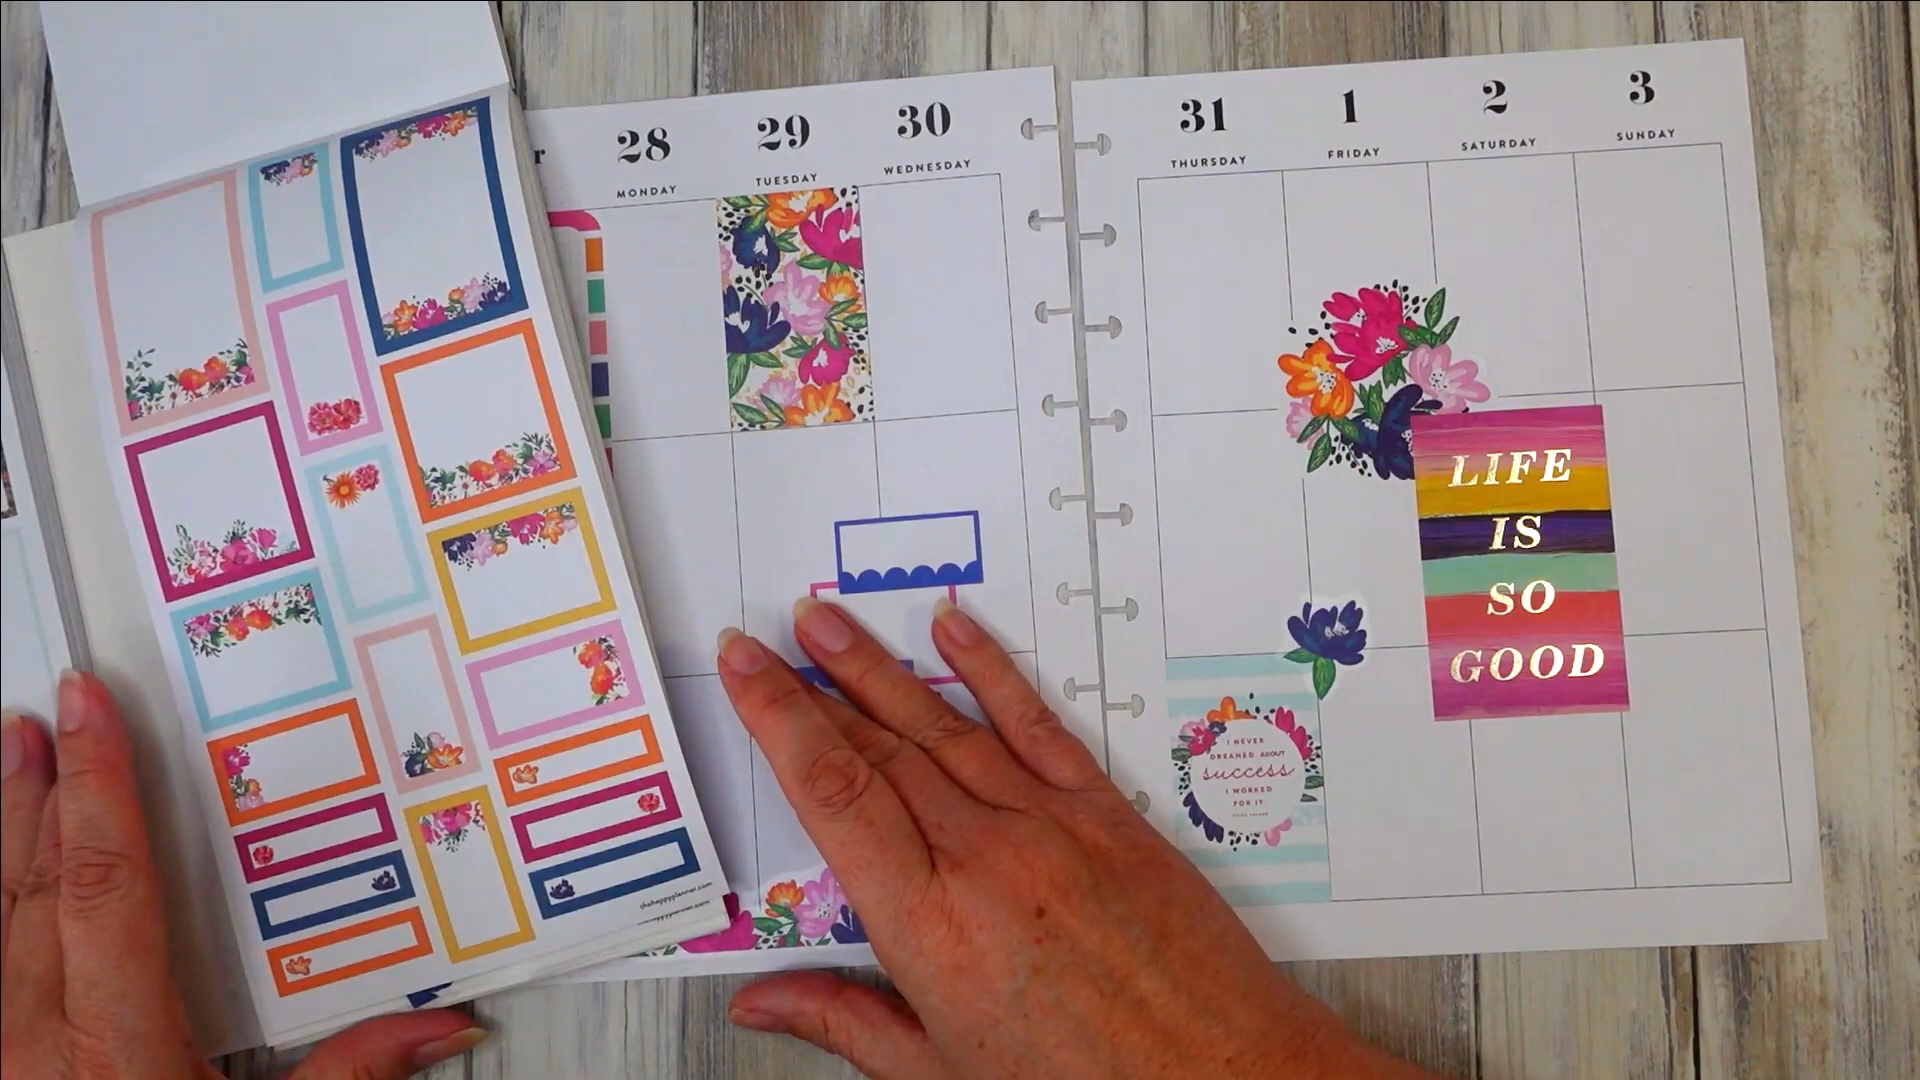 r
28
MONDAY
29
TUESDAY
30
WEDNESDAY
31
THURSDAY
1
FRIDAY
2
SATURDAY
3
SUNDAY
LIFE
IS
SO
GOOD
I NEVER
DREAMED ABOUT
success
I WORKED
FOR IT
thehappyplanner.com